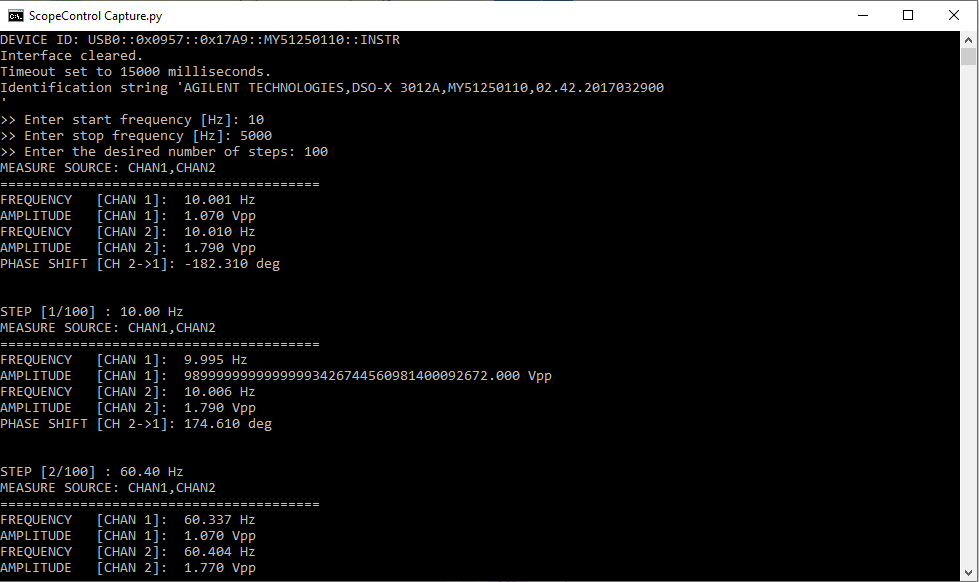 ScopeControl Capture.py
DEVICE ID: USB0::0x0957::0x17A9::MY51250110::INSTR
Interface cleared.
Timeout set to 15000 milliseconds.
Identification string 'AGILENT TECHNOLOGIES,DSO-X 3012A,MY51250110,02.42.2017032900
'
>> Enter start frequency [Hz]: 10
>> Enter stop frequency [Hz]: 5000
>> Enter the desired number of steps: 100
MEASURE SOURCE: CHAN1,CHAN2
========================================
FREQUENCY   [CHAN 1]:  10.001 Hz
AMPLITUDE   [CHAN 1]:  1.070 Vpp
FREQUENCY   [CHAN 2]:  10.010 Hz
AMPLITUDE   [CHAN 2]:  1.790 Vpp
PHASE SHIFT [CH 2->1]: -182.310 deg
STEP [1/100] : 10.00 Hz
MEASURE SOURCE: CHAN1,CHAN2
========================================
FREQUENCY   [CHAN 1]:  9.995 Hz
AMPLITUDE   [CHAN 1]:  98999999999999999342674456098140092672.000 Vpp
FREQUENCY   [CHAN 2]:  10.006 Hz
AMPLITUDE   [CHAN 2]:  1.790 Vpp
PHASE SHIFT [CH 2->1]: 174.610 deg
STEP [2/100] : 60.40 Hz
MEASURE SOURCE: CHAN1,CHAN2
========================================
FREQUENCY   [CHAN 1]:  60.337 Hz
AMPLITUDE   [CHAN 1]:  1.070 Vpp
FREQUENCY   [CHAN 2]:  60.404 Hz
AMPLITUDE   [CHAN 2]:  1.770 Vpp